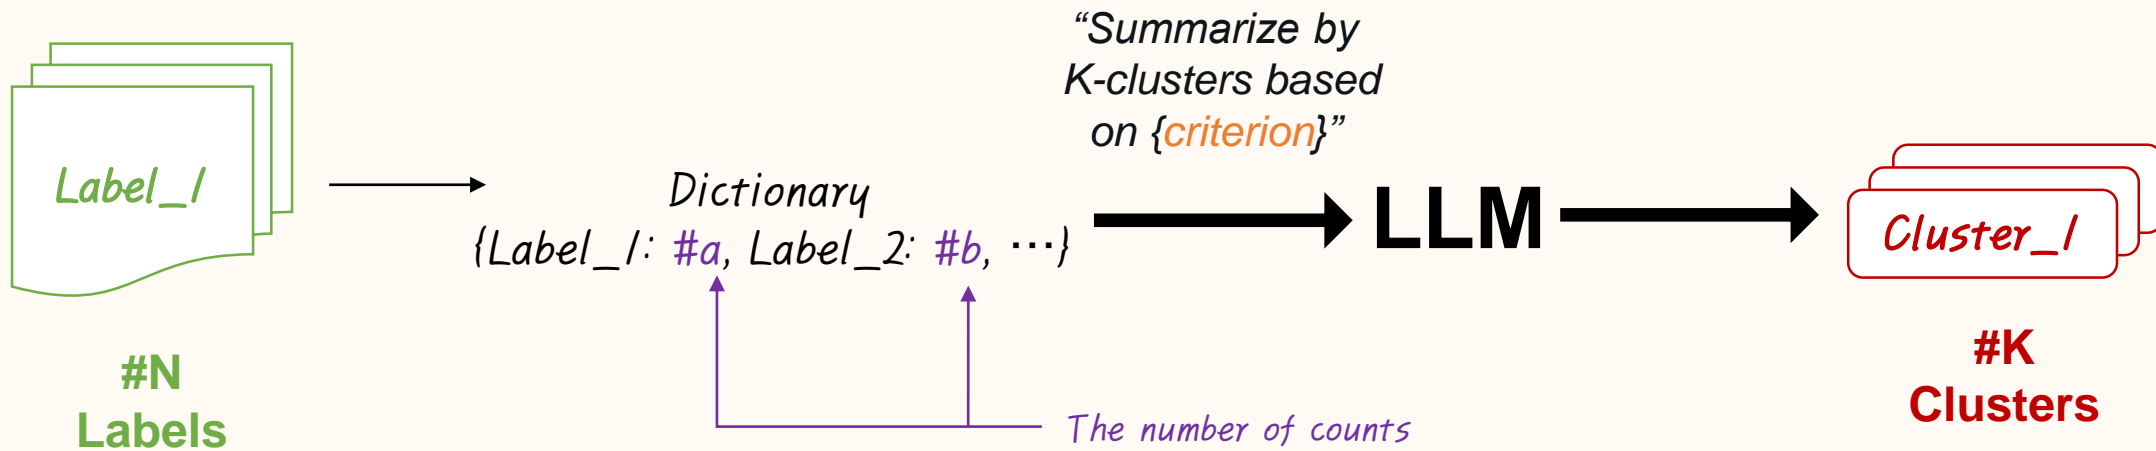 “Summarize by
K-clusters based
on {criterion}”
Label_1
Dictionary
{Label_1: #a, Label_2: #b, ⋯}
LLM
Cluster_1
#N
Labels
#K
Clusters
The number of counts